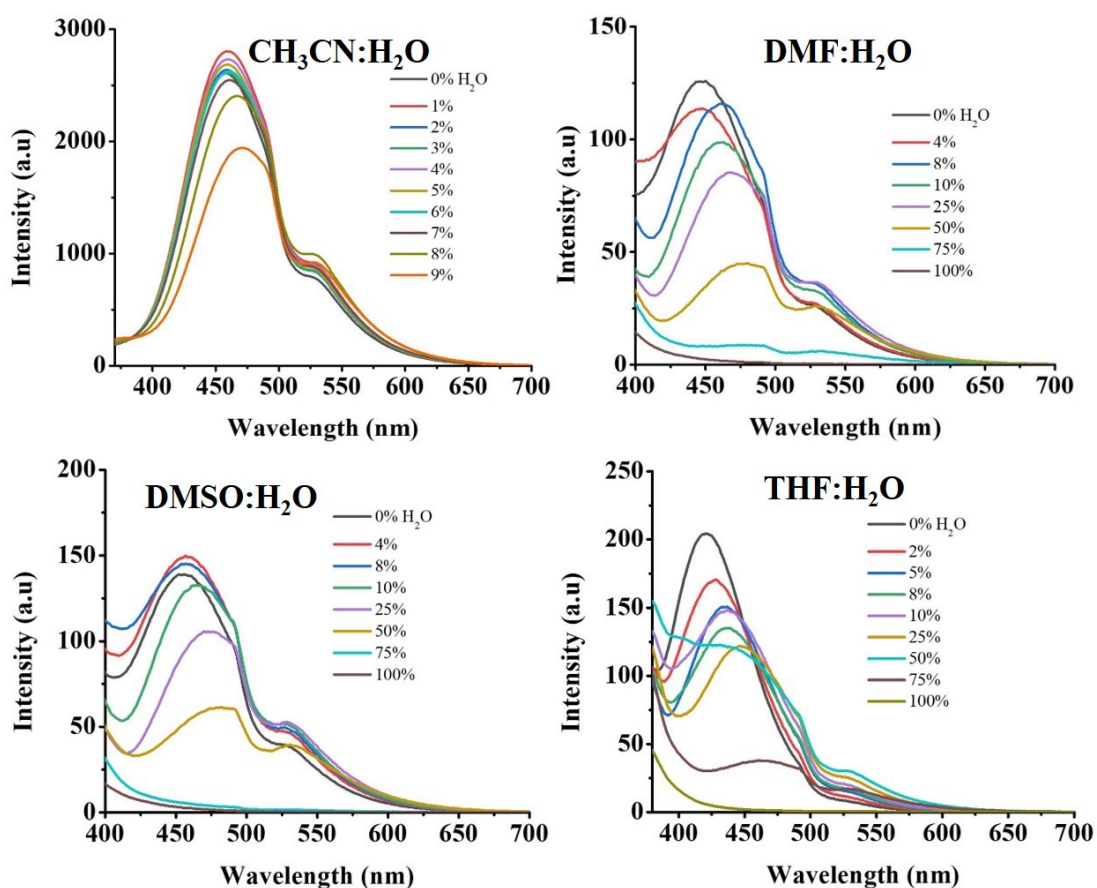 CH₃CN:H₂O
Intensity (a.u)
3000
2500
2000
1500
1000
500
0
0% H₂O
1%
2%
3%
4%
5%
6%
7%
8%
9%
400 450 500 550 600 650 700
Wavelength (nm)
DMF:H₂O
Intensity (a.u)
150
100
50
0
0% H₂O
4%
8%
10%
25%
50%
75%
100%
400 450 500 550 600 650 700
Wavelength (nm)
DMSO:H₂O
Intensity (a.u)
200
150
100
50
0
0% H₂O
4%
8%
10%
25%
50%
75%
100%
400 450 500 550 600 650 700
Wavelength (nm)
THF:H₂O
Intensity (a.u)
250
200
150
100
50
0
0% H₂O
2%
5%
8%
10%
25%
50%
75%
100%
400 450 500 550 600 650 700
Wavelength (nm)